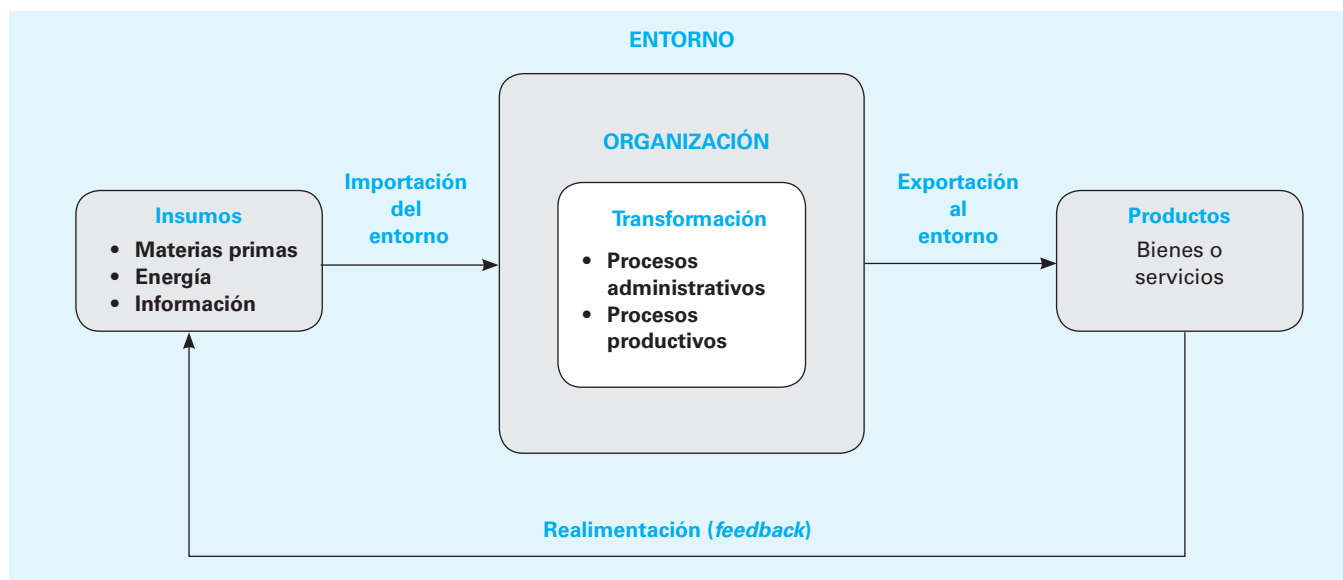 ENTORNO
ORGANIZACIÓN
Importación
del
entorno
Exportación
al
entorno
Insumos
• Materias primas
• Energía
• Información
Transformación
• Procesos
administrativos
• Procesos
productivos
Productos
Bienes o
servicios
Realimentación (feedback)